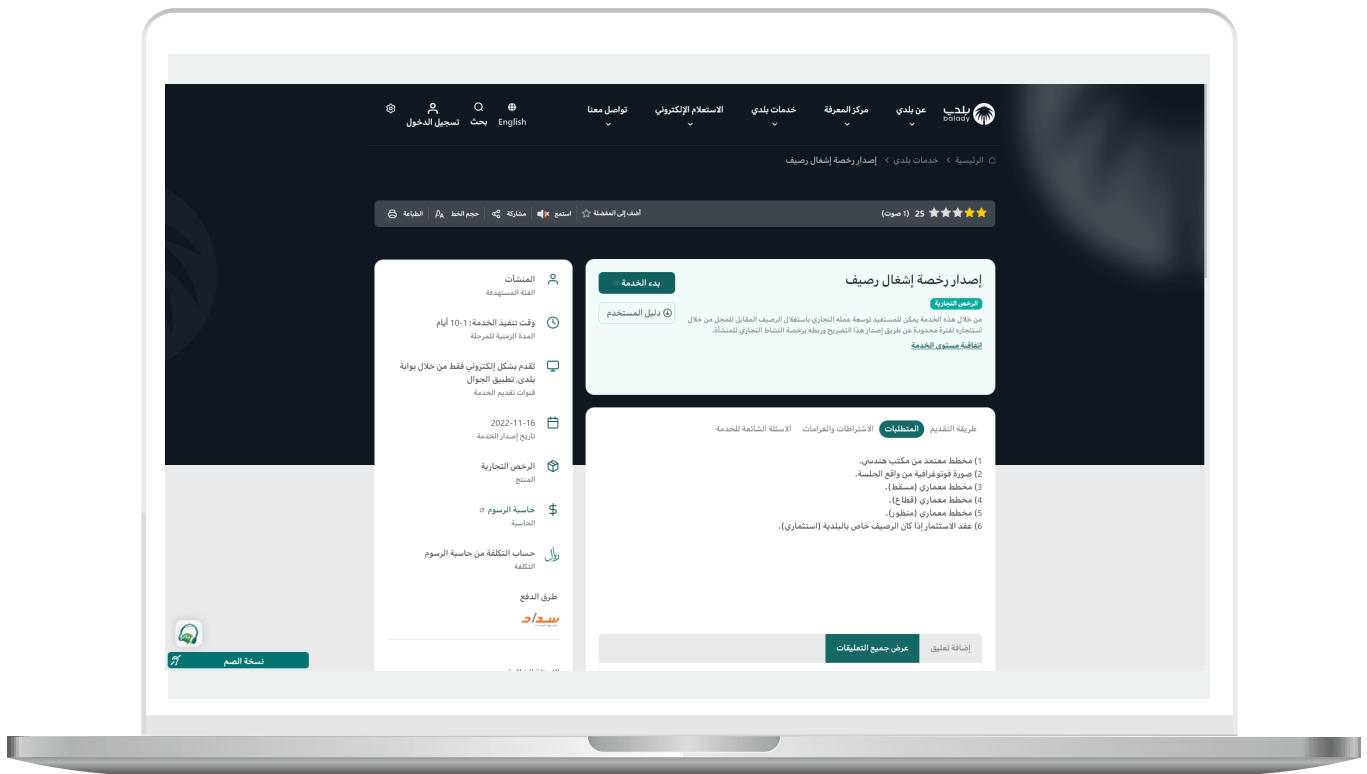 بلدي
balady
عن بلدي
مركز المعرفة
خدمات بلدي
الاستعلام الإلكتروني
تواصل معنا
English
بحث
تسجيل الدخول
الرئيسية > خدمات بلدي > إصدار رخصة إشغال رصيف
25 (1 صوت)
أضف إلى المفضلة
استمع
مشاركة
حجم الخط
الطباعة
إصدار رخصة إشغال رصيف
بدء الخدمة
الرخص التجارية
دليل المستخدم
من خلال هذه الخدمة يمكن للمستفيد توسعة عمله التجاري باستغلال الرصيف المقابل للمحل من خلال
استئجاره لفترة محدودة عن طريق إصدار هذا التصريح وربطه برخصة النشاط التجاري للمنشأة.
اتفاقية مستوى الخدمة
طريقة التقديم
المتطلبات
الاشتراطات والغرامات
الاسئلة الشائعة للخدمة
1) مخطط معتمد من مكتب هندسي.
2) صورة فوتوغرافية من واقع الجلسة.
3) مخطط معماري (مسقط).
4) مخطط معماري (قطاع).
5) مخطط معماري (منظور).
6) عقد الاستثمار إذا كان الرصيف خاص بالبلدية (استثماري).
إضافة تعليق
عرض جميع التعليقات
المنشآت
الفئة المستهدفة
وقت تنفيذ الخدمة: 1-10 أيام
المدة الزمنية للمرحلة
تقدم بشكل إلكتروني فقط من خلال بوابة
بلدي, تطبيق الجوال
قنوات تقديم الخدمة
2022-11-16
تاريخ إصدار الخدمة
الرخص التجارية
المنتج
حاسبة الرسوم
الحاسبة
حساب التكلفة من حاسبة الرسوم
التكلفة
طرق الدفع
سداد
نسخة الصم